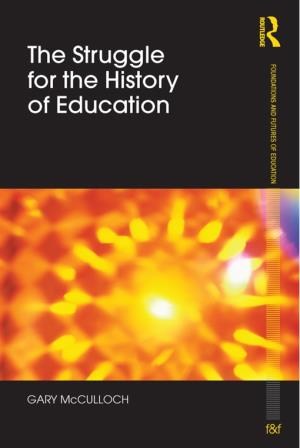 The Struggle
for the History
of Education
ROUTLEDGE
FOUNDATIONS AND FUTURES OF EDUCATION
GARY McCULLOCH
f&f